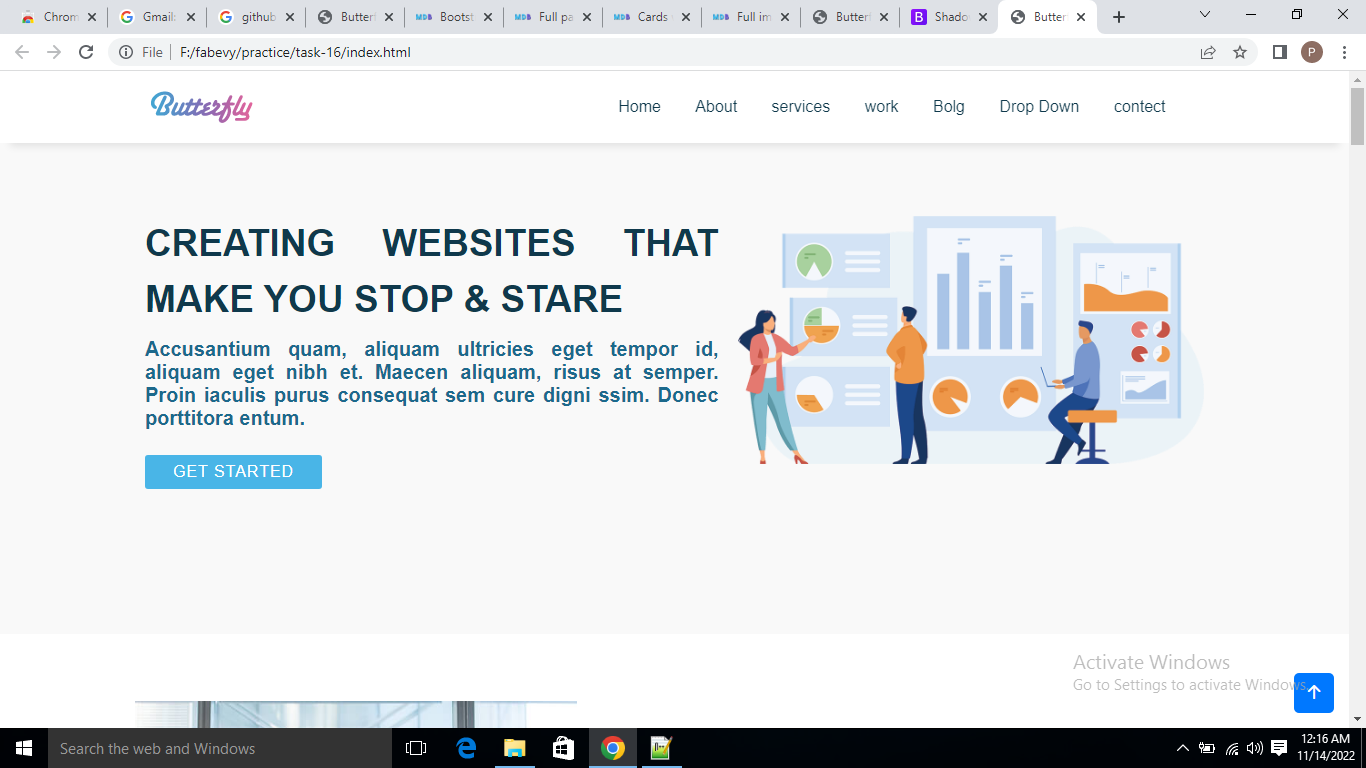 Chrom
Gmail:
github
Butterf
Bootst
Full pa
Cards
Full im
Butterf
Shado
Butter
File
F:/fabevy/practice/task-16/index.html
P
Butterfly
Home About services work Bolg Drop Down contect
CREATING WEBSITES THAT
MAKE YOU STOP & STARE
Accusantium quam, aliquam ultricies eget tempor id,
aliquam eget nibh et. Maecen aliquam, risus at semper.
Proin iaculis purus consequat sem cure digni ssim. Donec
porttitora entum.
GET STARTED
Activate Windows
Go to Settings to activate Windows.
Search the web and Windows
12:16 AM
11/14/2022